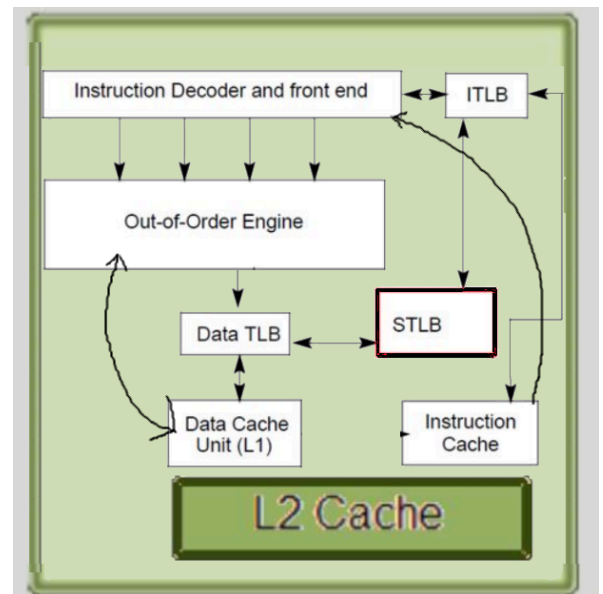 Instruction Decoder and front end
ITLB
Out-of-Order Engine
Data TLB
STLB
Data Cache
Unit (L1)
Instruction
Cache
L2 Cache